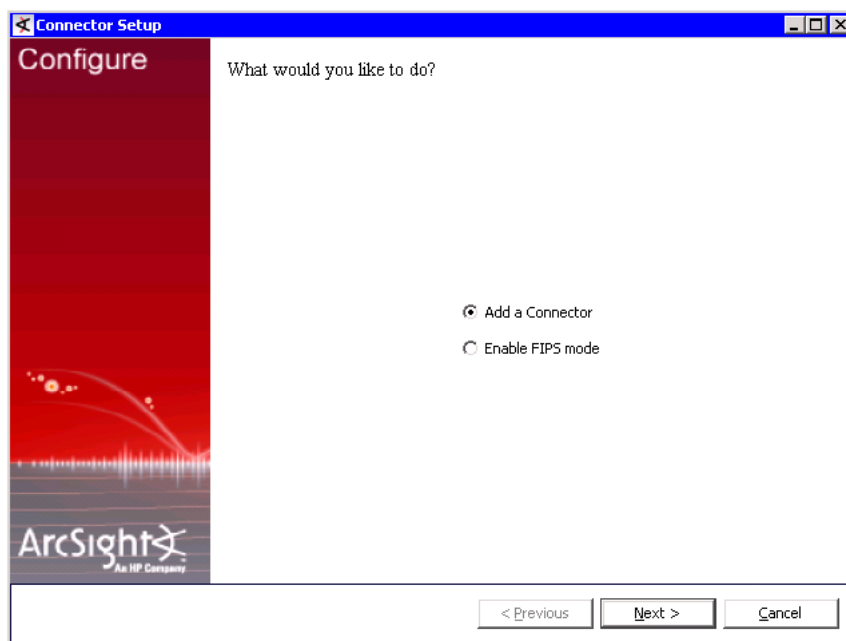 Connector Setup
Configure
What would you like to do?
Add a Connector
Enable FIPS mode
ArcSight
An HP Company
< Previous
Next >
Cancel